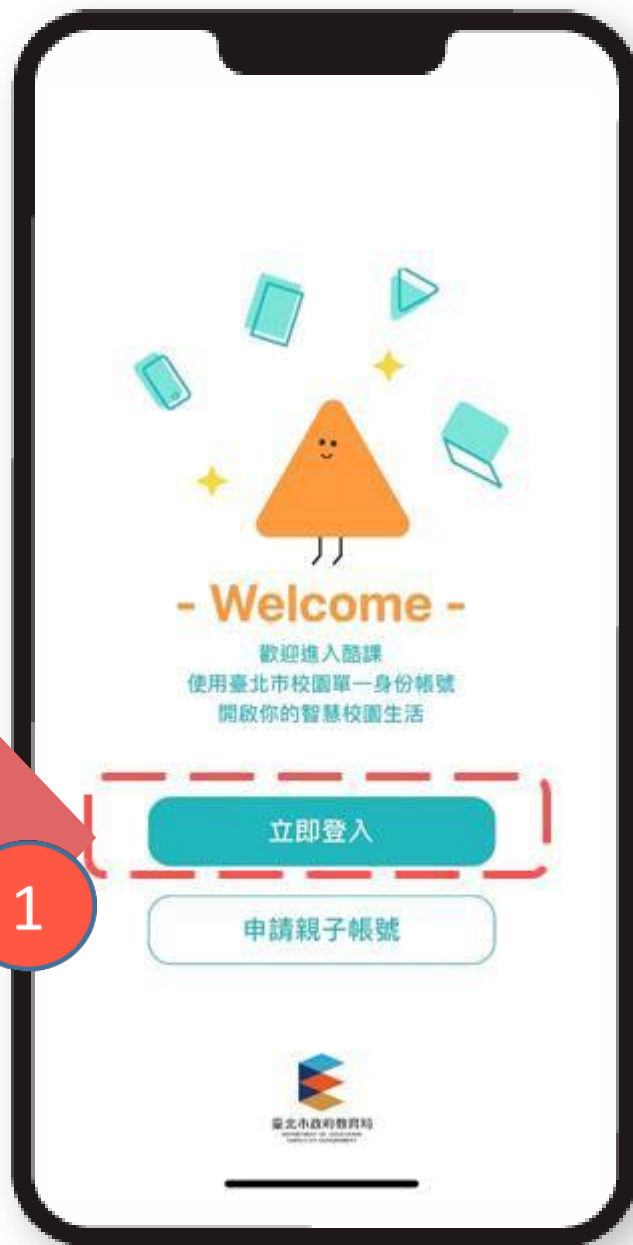 - Welcome -
歡迎進入酷課
使用臺北市校園單一身份帳號
開啟你的智慧校園生活
立即登入
1
申請親子帳號
臺北市政府教育局